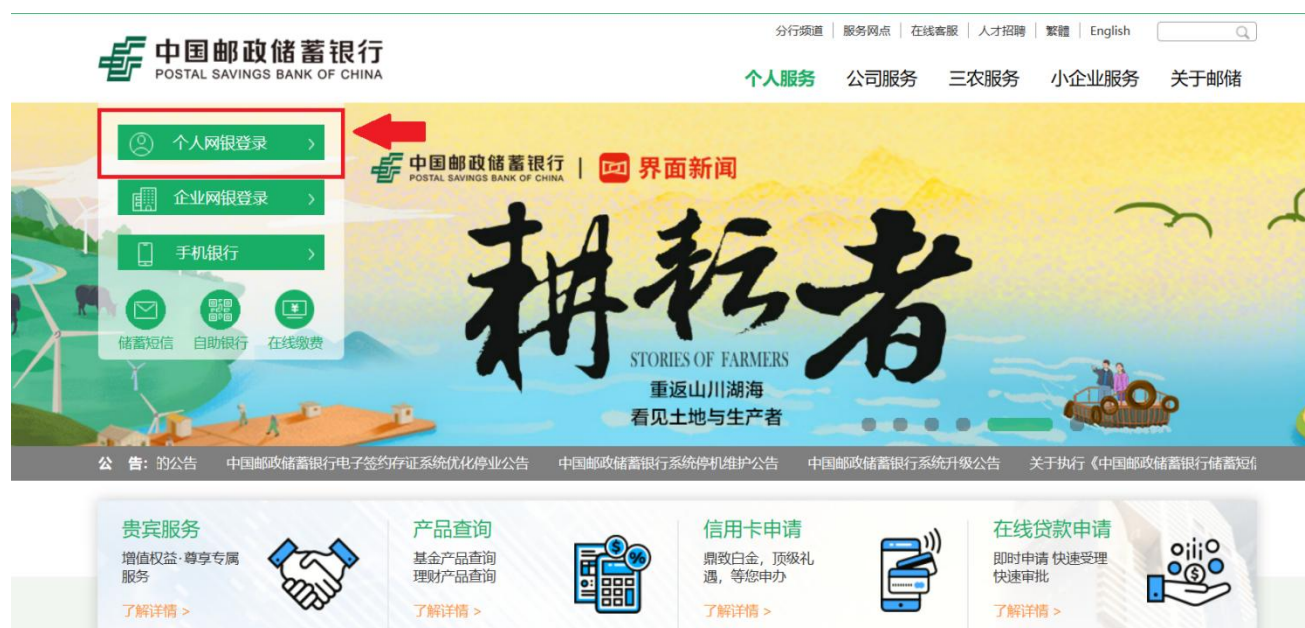 分行频道 服务网点 在线客服 人才招聘 繁體 English
中国邮政储蓄银行
POSTAL SAVINGS BANK OF CHINA
个人服务 公司服务 三农服务 小企业服务 关于邮储
个人网银登录 >
企业网银登录 >
手机银行 >
储蓄短信 自助银行 在线缴费
中国邮政储蓄银行 | 界面新闻
POSTAL SAVINGS BANK OF CHINA
耕耘者
STORIES OF FARMERS
重返山川湖海
看见土地与生产者
公 告: 的公告 中国邮政储蓄银行电子签约存证系统优化停业公告 中国邮政储蓄银行系统停机维护公告 中国邮政储蓄银行系统升级公告 关于执行《中国邮政储蓄银行储蓄短信
贵宾服务
增值权益·尊享专属
服务
了解详情 >
产品查询
基金产品查询
理财产品查询
了解详情 >
信用卡申请
鼎致白金，顶级礼
遇，等您申办
了解详情 >
在线贷款申请
即时申请 快速受理
快速审批
了解详情 >